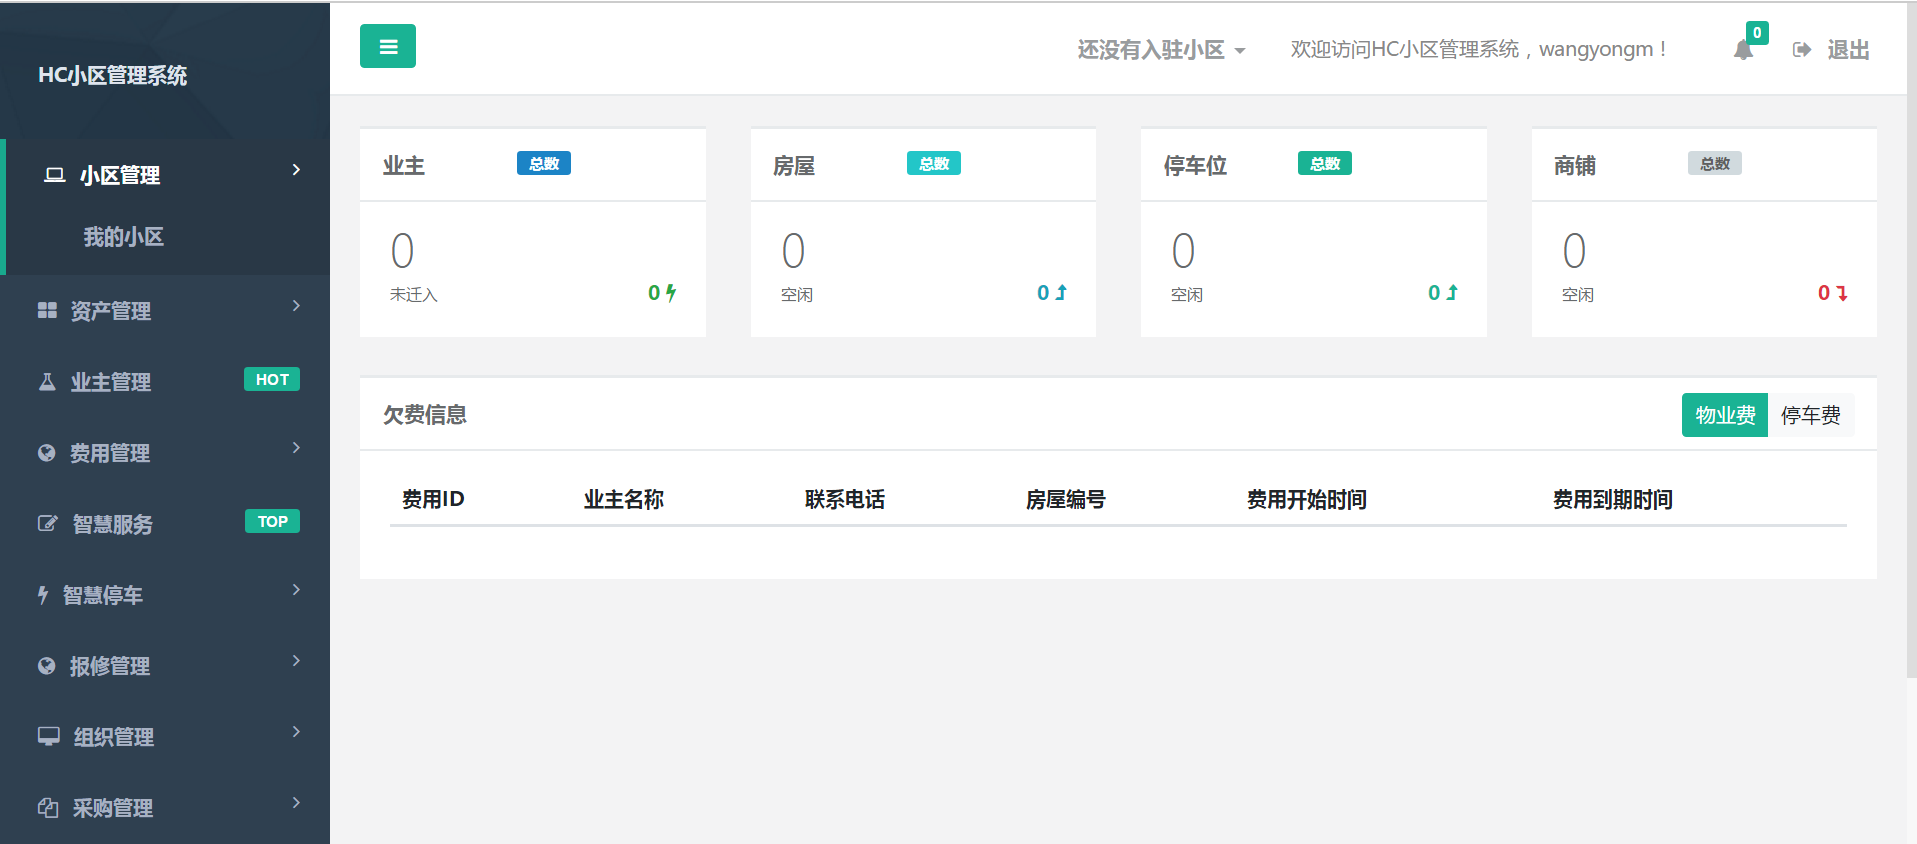 HC小区管理系统
小区管理
我的小区
资产管理
业主管理 HOT
费用管理
智慧服务 TOP
智慧停车
报修管理
组织管理
采购管理
还没有入驻小区 欢迎访问HC小区管理系统，wangyongm！ 0 退出
业主 总数
0
未迁入 0
房屋 总数
0
空闲 0
停车位 总数
0
空闲 0
商铺 总数
0
空闲 0
欠费信息 物业费 停车费
费用ID 业主名称 联系电话 房屋编号 费用开始时间 费用到期时间